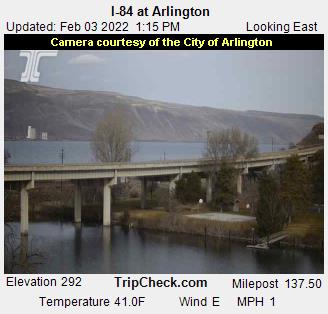 I-84 at Arlington
Updated: Feb 03 2022 1:15 PM Looking East
Camera courtesy of the City of Arlington
Elevation 292 TripCheck.com Milepost 137.50
Temperature 41.0F Wind E MPH 1